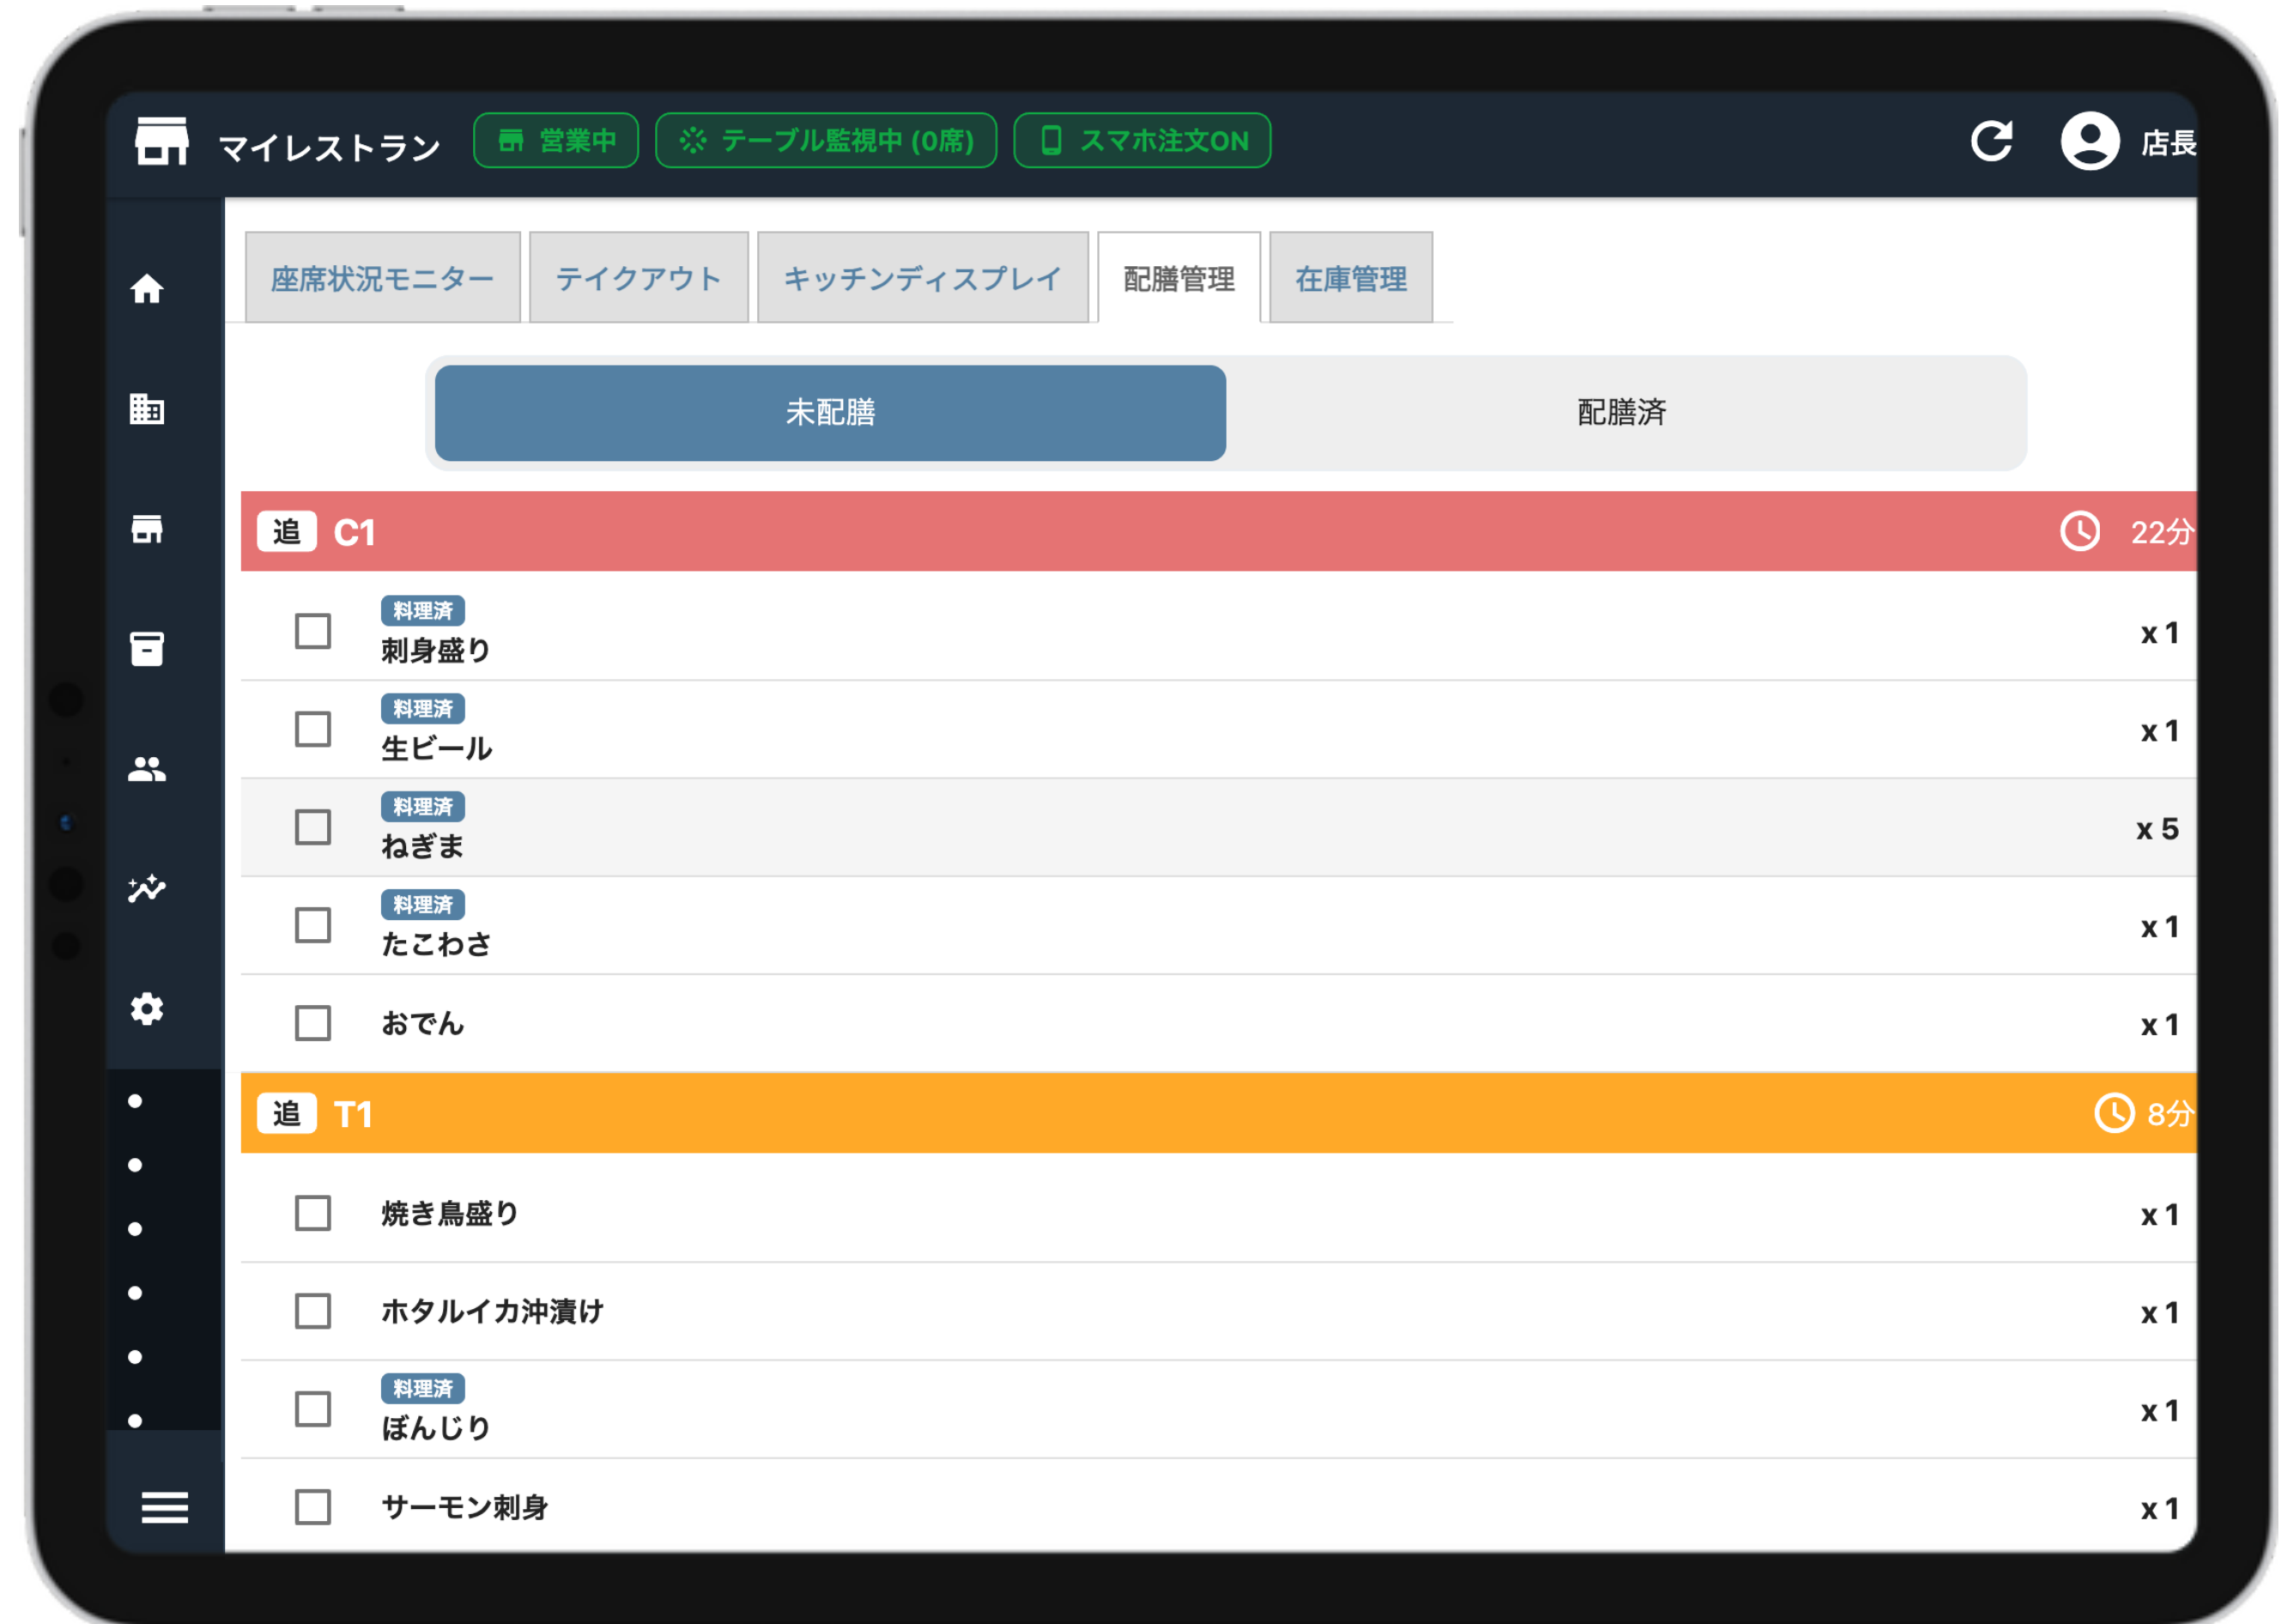 マイレストラン 営業中 テーブル監視中 (0席) スマホ注文ON 店長
座席状況モニター テイクアウト キッチンディスプレイ 配膳管理 在庫管理
未配膳 配膳済
追 C1 22分
料理済
刺身盛り x 1
料理済
生ビール x 1
料理済
ねぎま x 5
料理済
たこわさ x 1
おでん x 1
追 T1 8分
焼き鳥盛り x 1
ホタルイカ沖漬け x 1
料理済
ぼんじり x 1
サーモン刺身 x 1